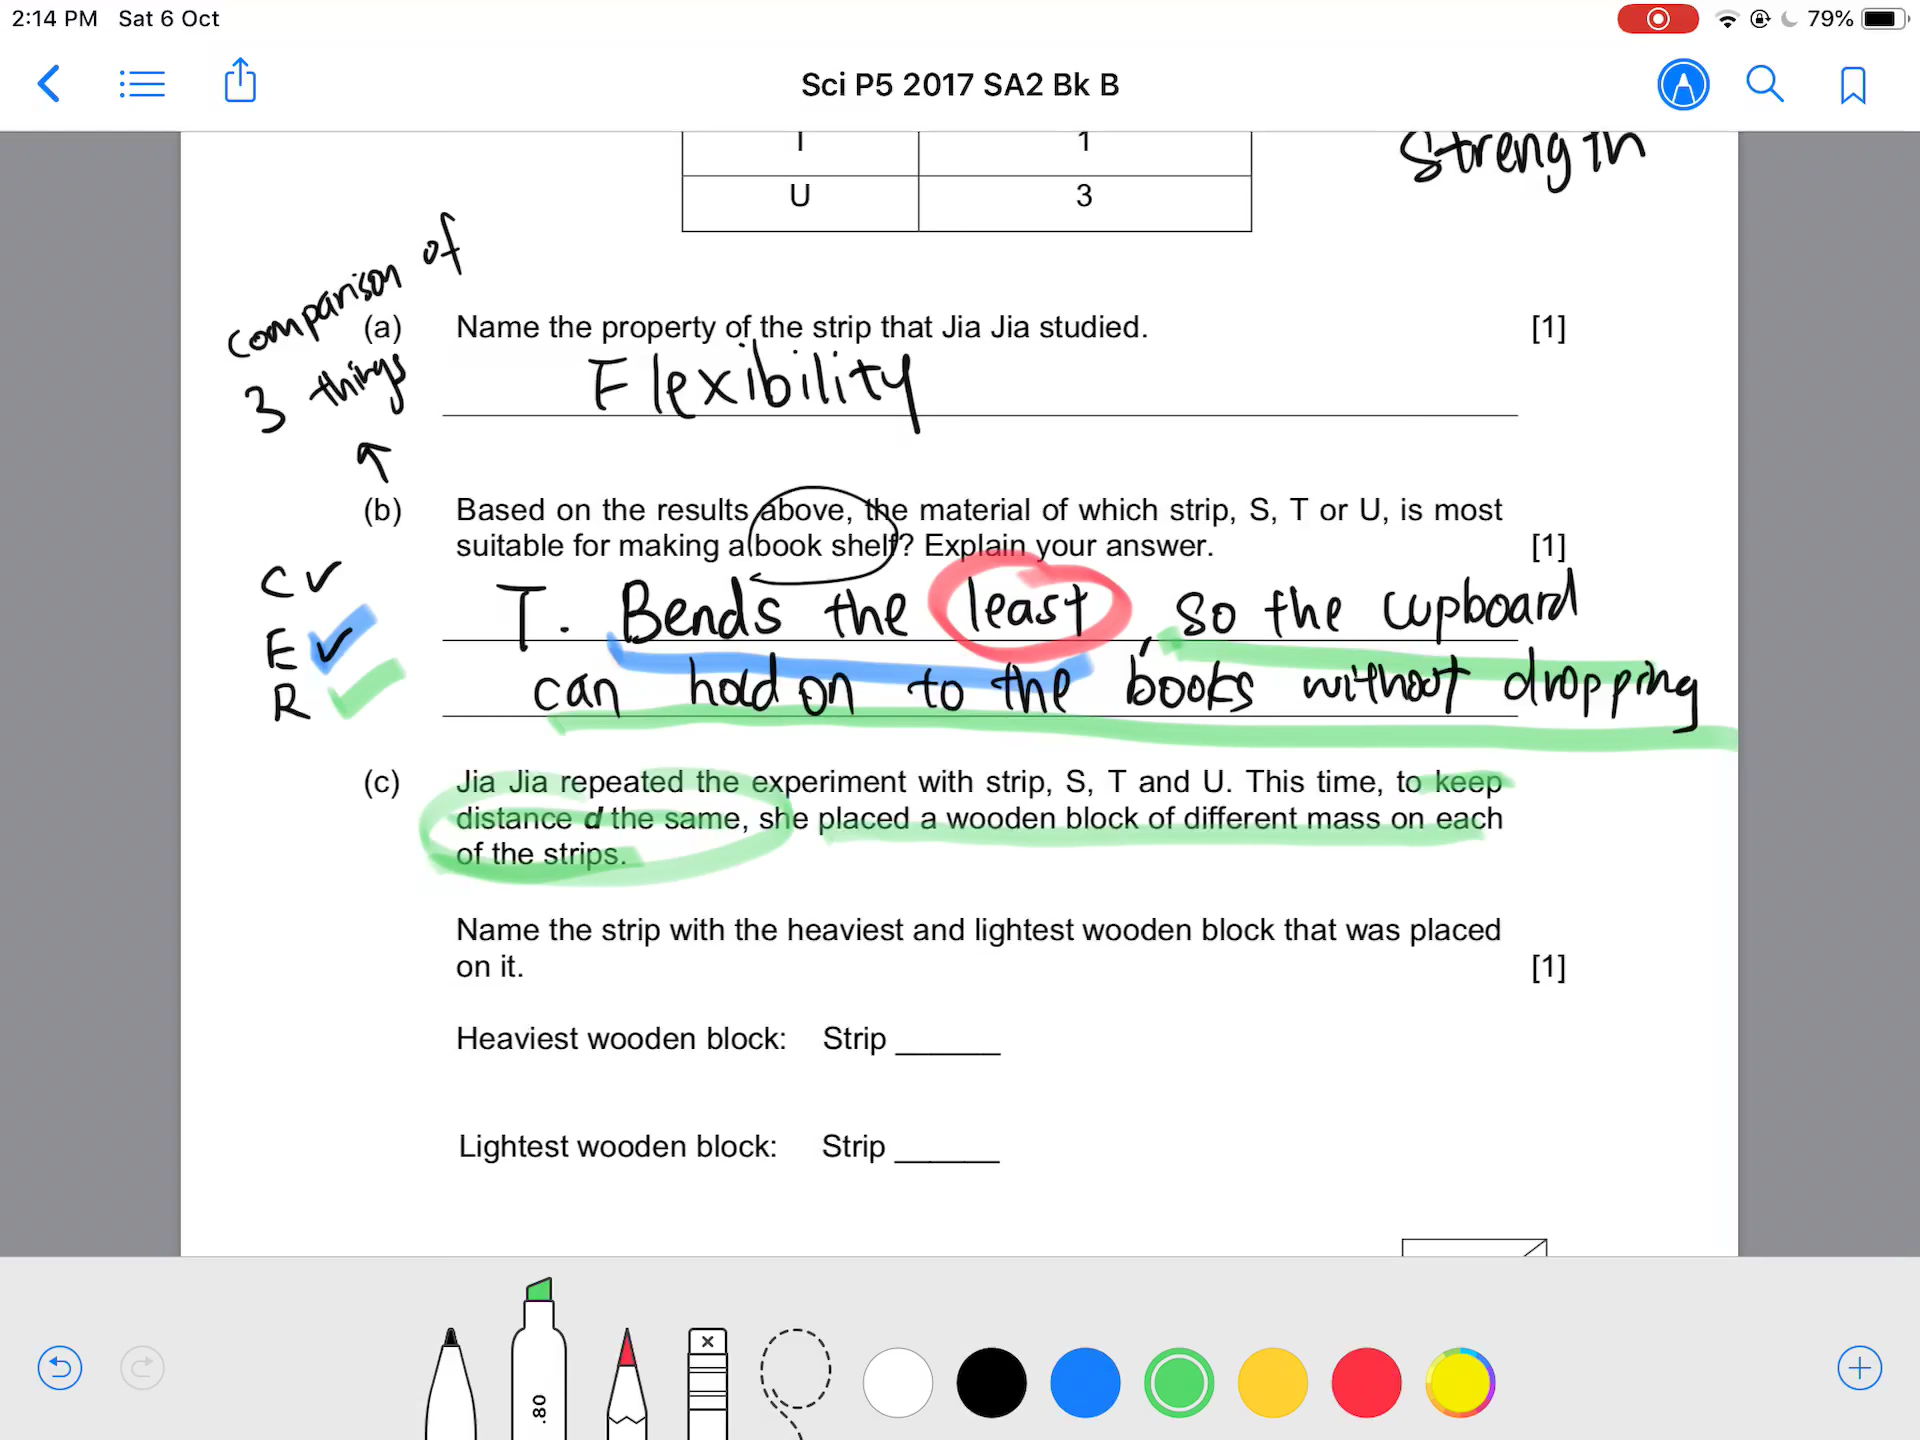 2:14 PM Sat 6 Oct
79%
Sci P5 2017 SA2 Bk B
T 1
U 3
Strength
comparison of
3 things
(a) Name the property of the strip that Jia Jia studied. [1]
Flexibility
(b) Based on the results above, the material of which strip, S, T or U, is most
suitable for making a book shelf? Explain your answer. [1]
C ✓
E ✓
R
T. Bends the least, so the cupboard
can hold on to the books without dropping
(c) Jia Jia repeated the experiment with strip, S, T and U. This time, to keep
distance d the same, she placed a wooden block of different mass on each
of the strips.
Name the strip with the heaviest and lightest wooden block that was placed
on it. [1]
Heaviest wooden block: Strip ______
Lightest wooden block: Strip ______
.80